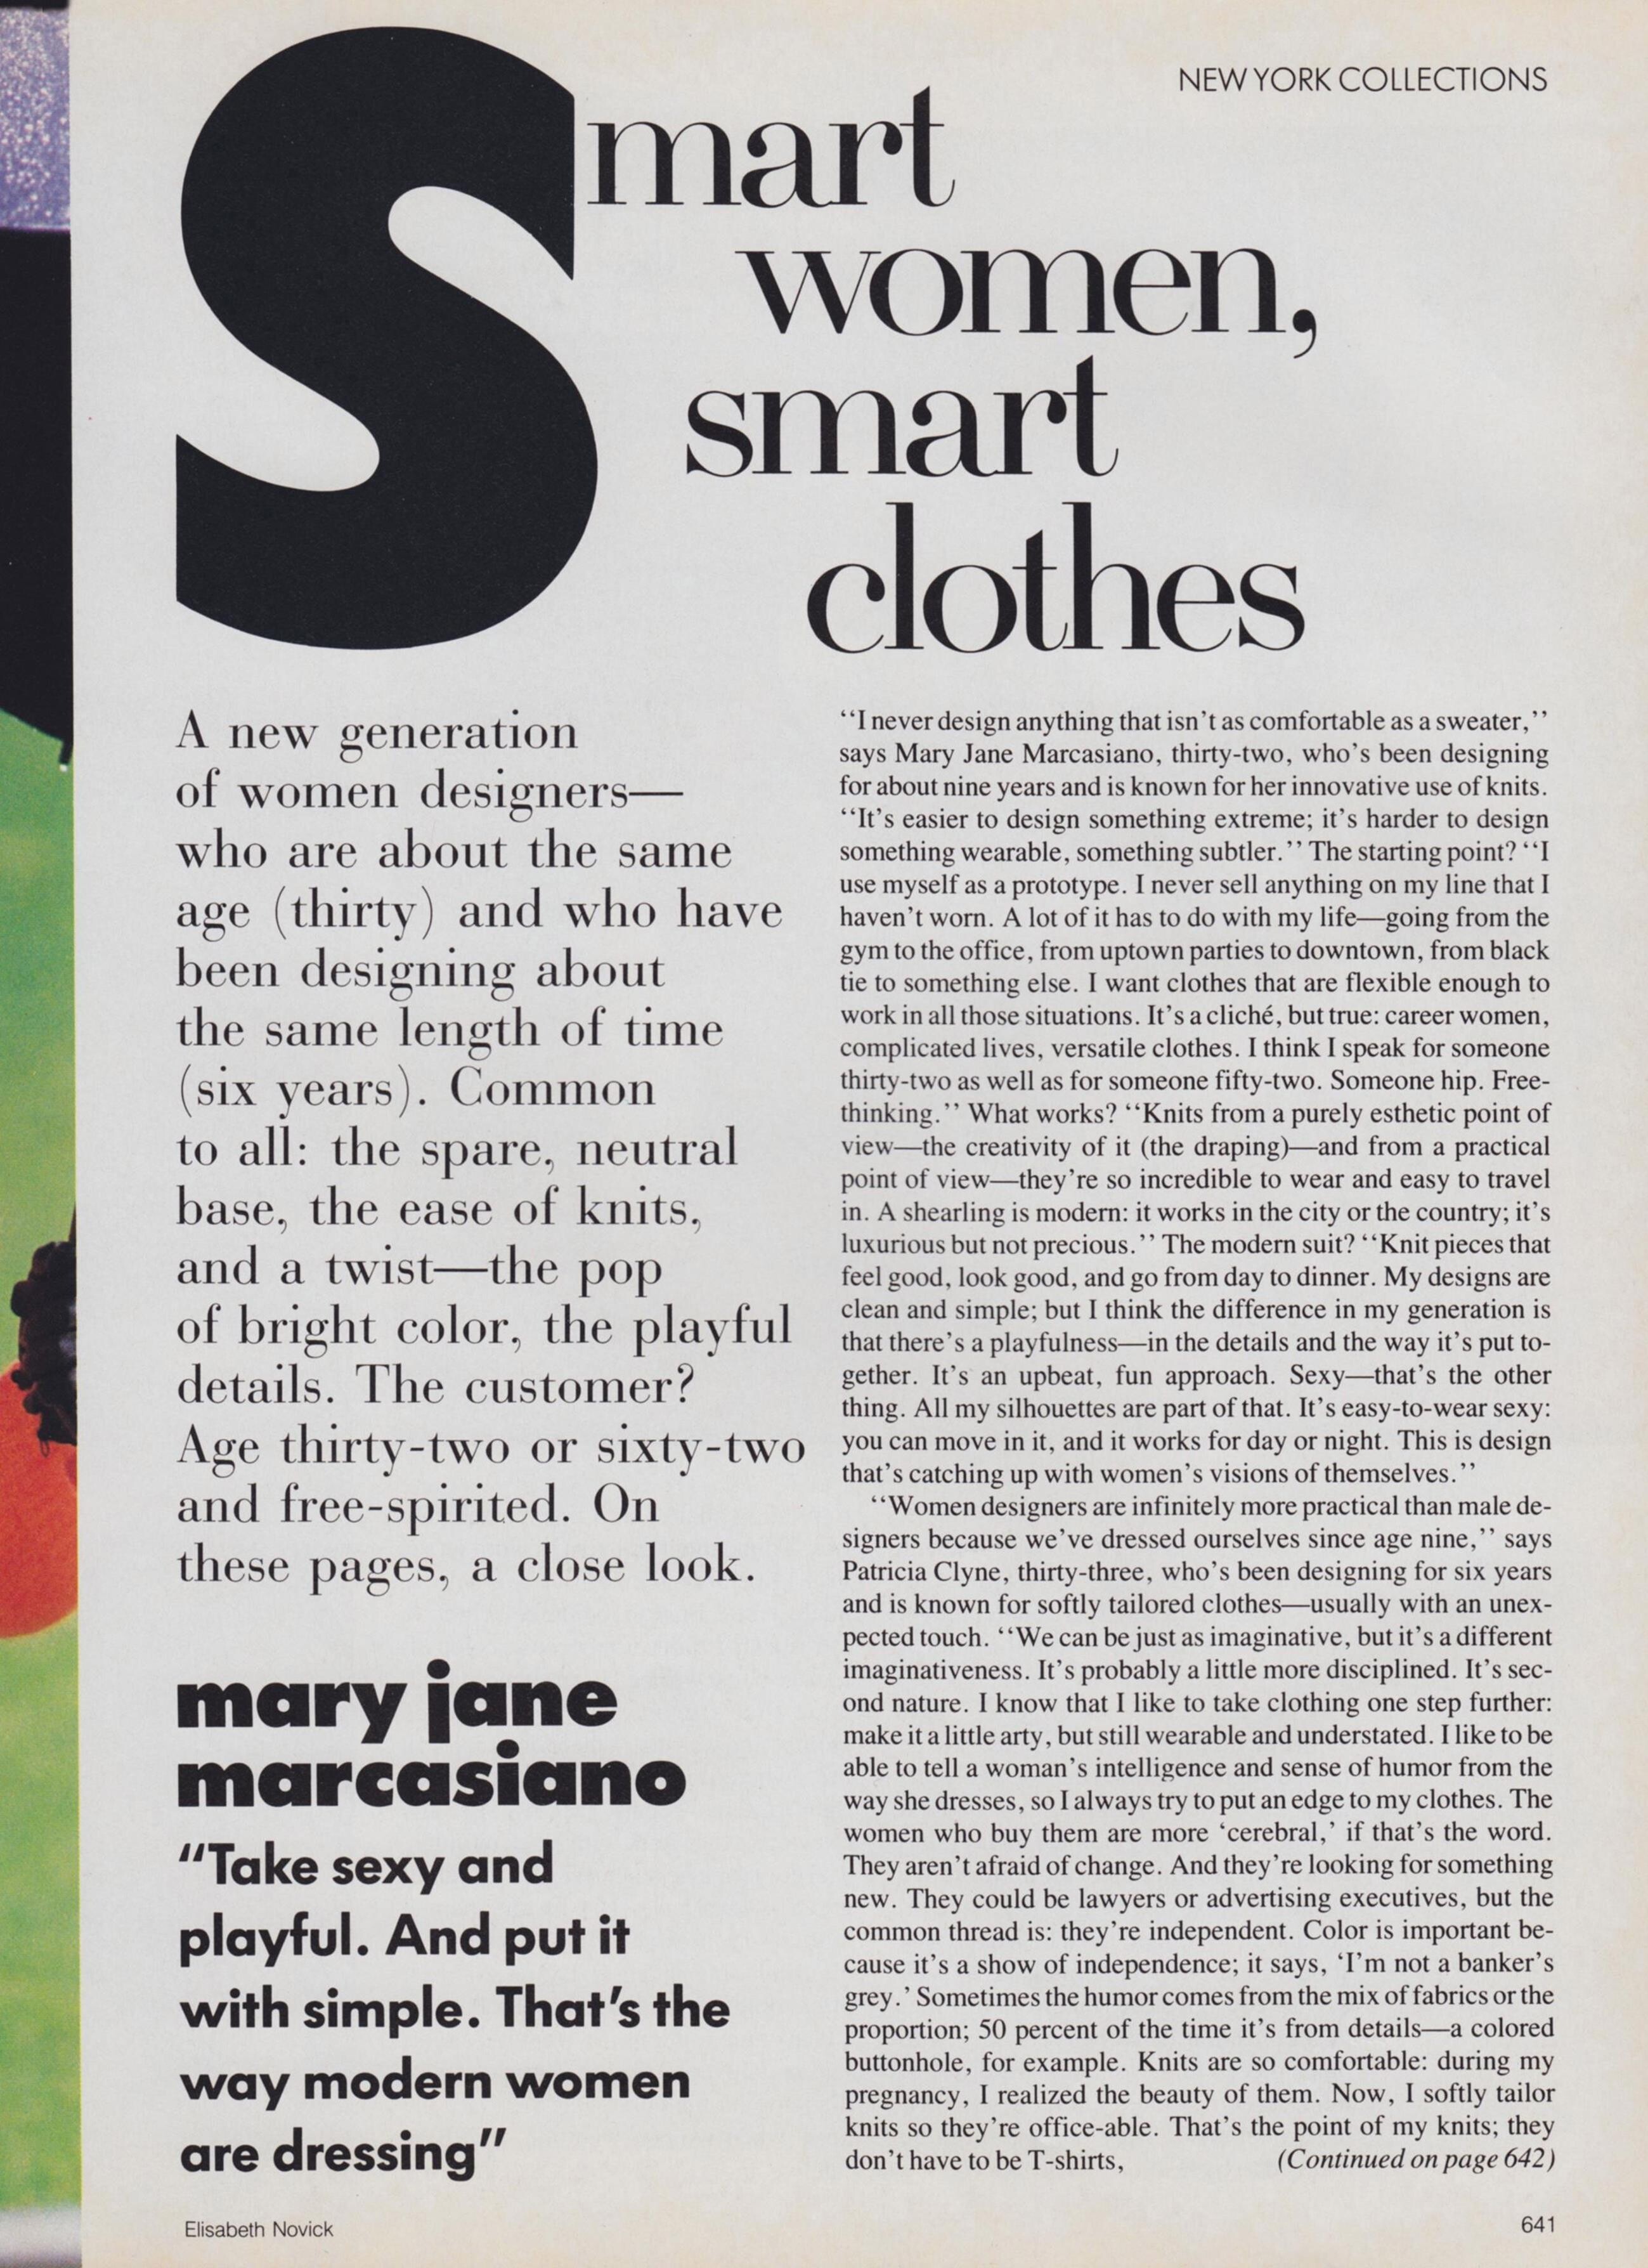 NEW YORK COLLECTIONS
Smart
women,
smart
clothes
A new generation
of women designers—
who are about the same
age (thirty) and who have
been designing about
the same length of time
(six years). Common
to all: the spare, neutral
base, the ease of knits,
and a twist—the pop
of bright color, the playful
details. The customer?
Age thirty-two or sixty-two
and free-spirited. On
these pages, a close look.
mary jane
marcasiano
“Take sexy and
playful. And put it
with simple. That’s the
way modern women
are dressing”
‘‘I never design anything that isn’t as comfortable as a sweater,’’
says Mary Jane Marcasiano, thirty-two, who’s been designing
for about nine years and is known for her innovative use of knits.
‘‘It’s easier to design something extreme; it’s harder to design
something wearable, something subtler.’’ The starting point? ‘‘I
use myself as a prototype. I never sell anything on my line that I
haven’t worn. A lot of it has to do with my life—going from the
gym to the office, from uptown parties to downtown, from black
tie to something else. I want clothes that are flexible enough to
work in all those situations. It’s a cliché, but true: career women,
complicated lives, versatile clothes. I think I speak for someone
thirty-two as well as for someone fifty-two. Someone hip. Free-
thinking.’’ What works? ‘‘Knits from a purely esthetic point of
view—the creativity of it (the draping)—and from a practical
point of view—they’re so incredible to wear and easy to travel
in. A shearling is modern: it works in the city or the country; it’s
luxurious but not precious.’’ The modern suit? ‘‘Knit pieces that
feel good, look good, and go from day to dinner. My designs are
clean and simple; but I think the difference in my generation is
that there’s a playfulness—in the details and the way it’s put to-
gether. It’s an upbeat, fun approach. Sexy—that’s the other
thing. All my silhouettes are part of that. It’s easy-to-wear sexy:
you can move in it, and it works for day or night. This is design
that’s catching up with women’s visions of themselves.’’
‘‘Women designers are infinitely more practical than male de-
signers because we’ve dressed ourselves since age nine,’’ says
Patricia Clyne, thirty-three, who’s been designing for six years
and is known for softly tailored clothes—usually with an unex-
pected touch. ‘‘We can be just as imaginative, but it’s a different
imaginativeness. It’s probably a little more disciplined. It’s sec-
ond nature. I know that I like to take clothing one step further:
make it a little arty, but still wearable and understated. I like to be
able to tell a woman’s intelligence and sense of humor from the
way she dresses, so I always try to put an edge to my clothes. The
women who buy them are more ‘cerebral,’ if that’s the word.
They aren’t afraid of change. And they’re looking for something
new. They could be lawyers or advertising executives, but the
common thread is: they’re independent. Color is important be-
cause it’s a show of independence; it says, ‘I’m not a banker’s
grey.’ Sometimes the humor comes from the mix of fabrics or the
proportion; 50 percent of the time it’s from details—a colored
buttonhole, for example. Knits are so comfortable: during my
pregnancy, I realized the beauty of them. Now, I softly tailor
knits so they’re office-able. That’s the point of my knits; they
don’t have to be T-shirts, (Continued on page 642)
Elisabeth Novick
641